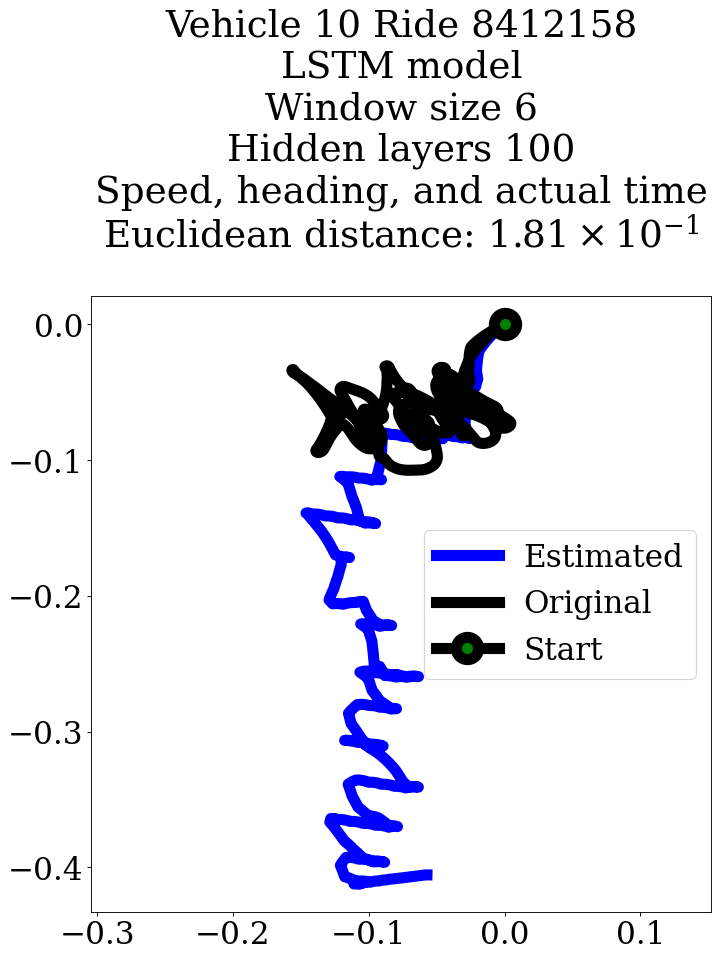 Vehicle 10 Ride 8412158
LSTM model
Window size 6
Hidden layers 100
Speed, heading, and actual time
Euclidean distance: 1.81 × 10⁻¹
0.0
−0.1
−0.2
−0.3
−0.4
Estimated
Original
Start
−0.3 −0.2 −0.1 0.0 0.1